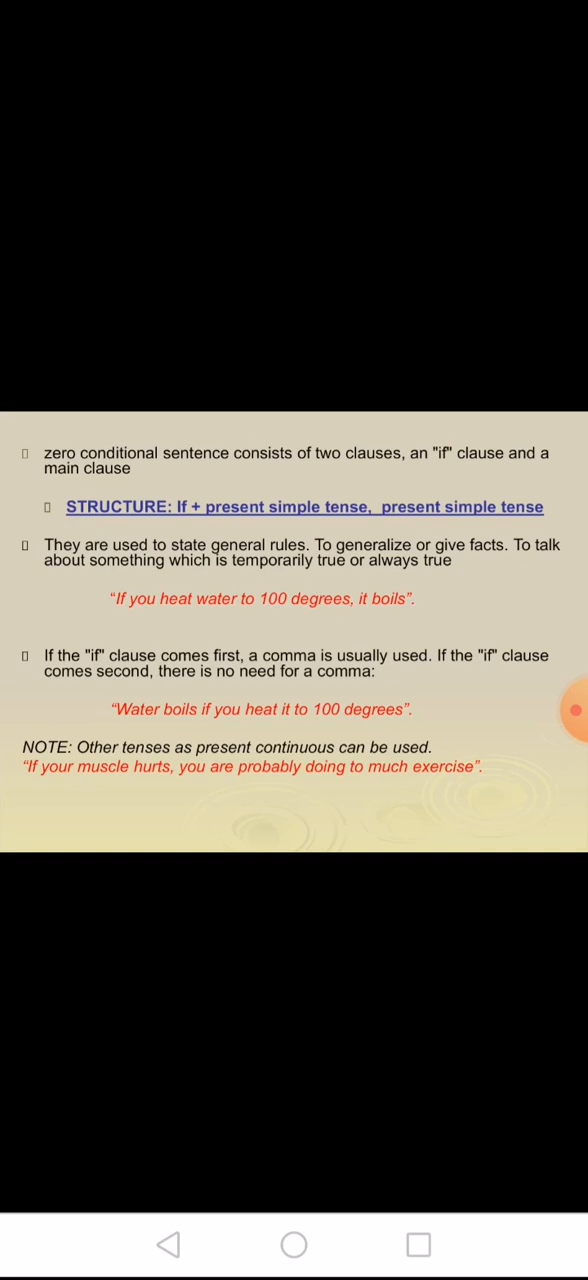 zero conditional sentence consists of two clauses, an "if" clause and a
main clause
STRUCTURE: If + present simple tense, present simple tense
They are used to state general rules. To generalize or give facts. To talk
about something which is temporarily true or always true
“If you heat water to 100 degrees, it boils”.
If the "if" clause comes first, a comma is usually used. If the "if" clause
comes second, there is no need for a comma:
“Water boils if you heat it to 100 degrees”.
NOTE: Other tenses as present continuous can be used.
“If your muscle hurts, you are probably doing to much exercise”.